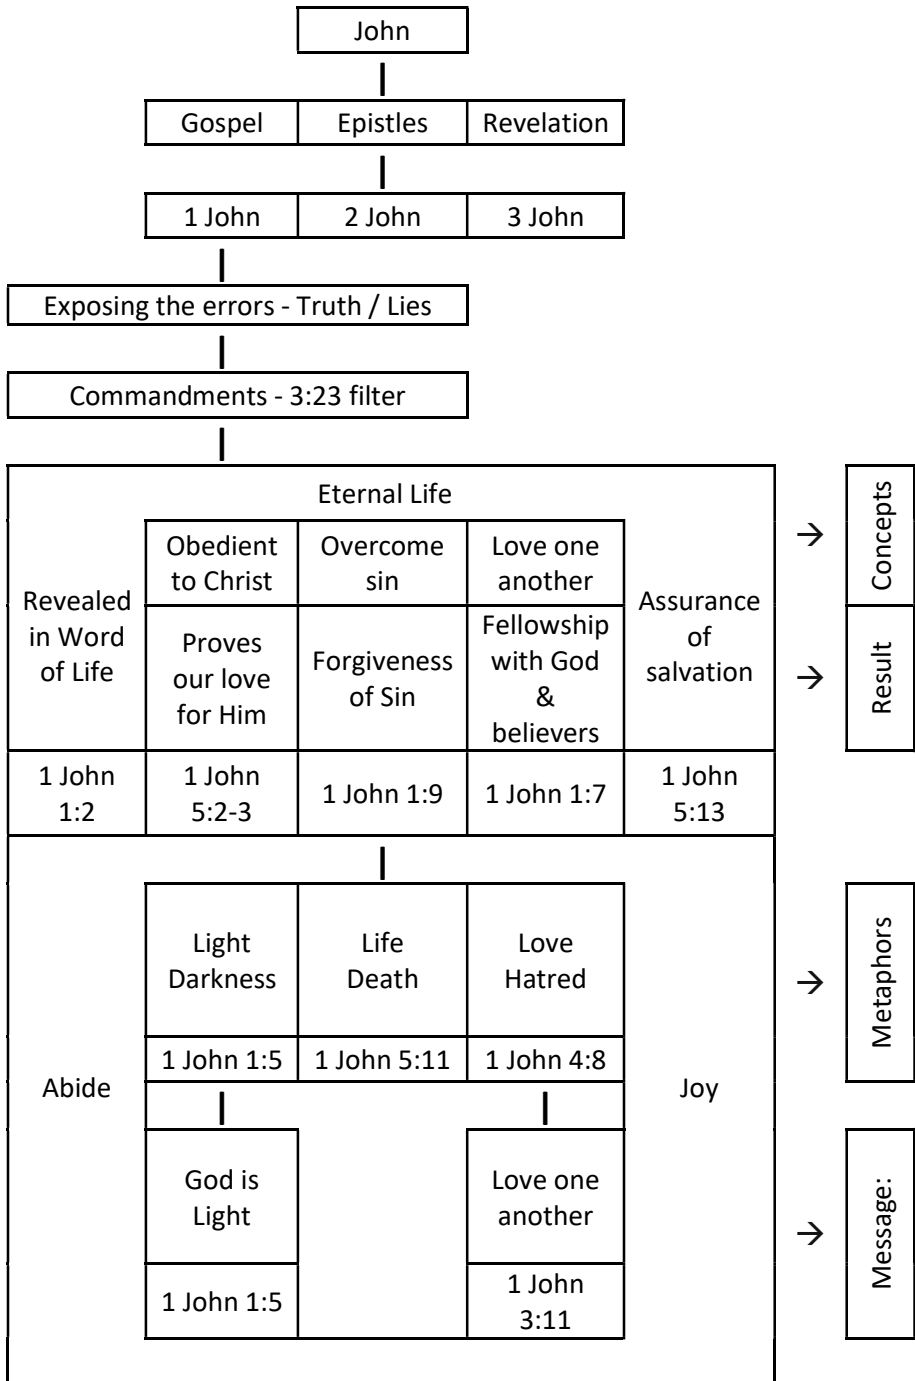 John
Gospel Epistles Revelation
1 John 2 John 3 John
Exposing the errors - Truth / Lies
Commandments - 3:23 filter
Eternal Life
Revealed
in Word
of Life
Obedient
to Christ
Overcome
sin
Love one
another
Assurance
of
salvation
→
Concepts
Proves
our love
for Him
Forgiveness
of Sin
Fellowship
with God
&
believers
→
Result
1 John
1:2
1 John
5:2-3
1 John 1:9
1 John 1:7
1 John
5:13
Abide
Light
Darkness
Life
Death
Love
Hatred
Joy
→
Metaphors
1 John 1:5
1 John 5:11
1 John 4:8
God is
Light
Love one
another
→
Message:
1 John 1:5
1 John
3:11